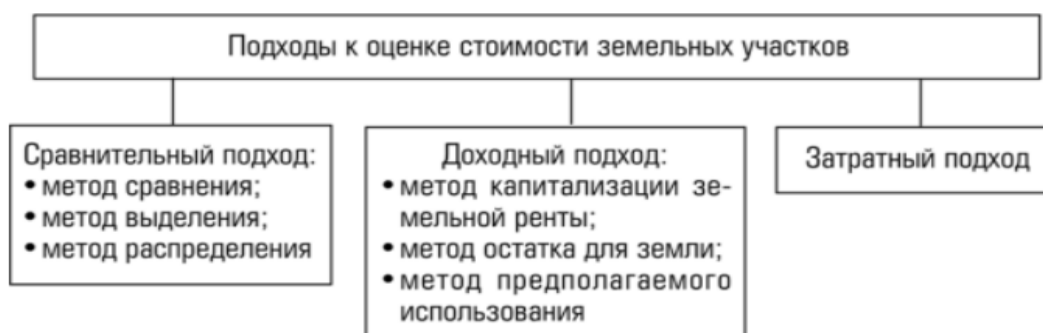 Подходы к оценке стоимости земельных участков
Сравнительный подход:
• метод сравнения;
• метод выделения;
• метод распределения
Доходный подход:
• метод капитализации зе-
мельной ренты;
• метод остатка для земли;
• метод предполагаемого
использования
Затратный подход